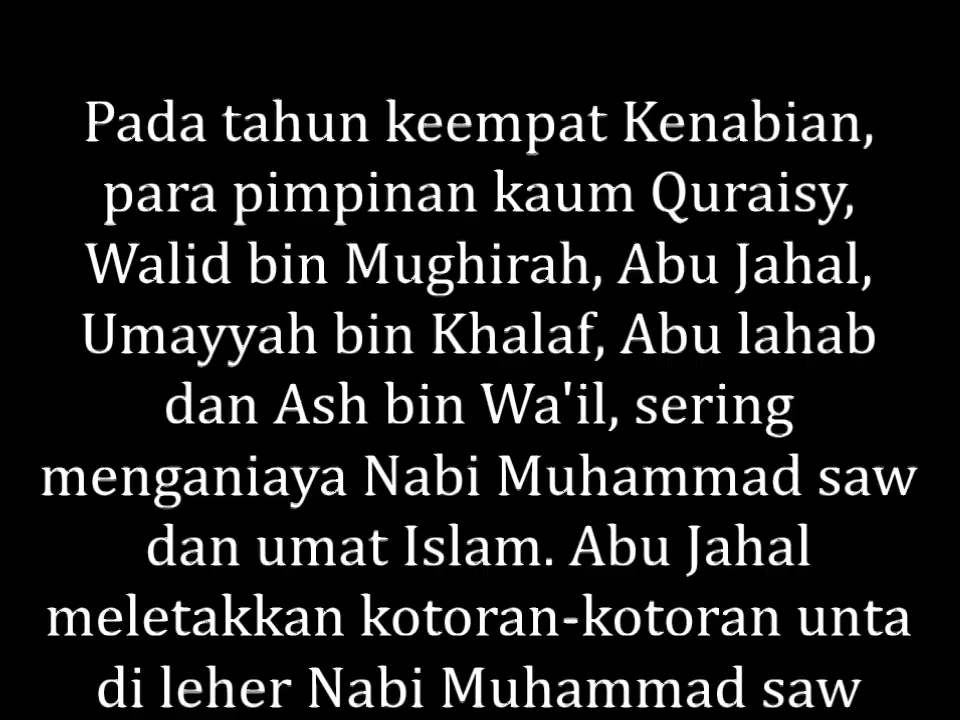 Pada tahun keempat Kenabian,
para pimpinan kaum Quraisy,
Walid bin Mughirah, Abu Jahal,
Umayyah bin Khalaf, Abu lahab
dan Ash bin Wa'il, sering
menganiaya Nabi Muhammad saw
dan umat Islam. Abu Jahal
meletakkan kotoran-kotoran unta
di leher Nabi Muhammad saw